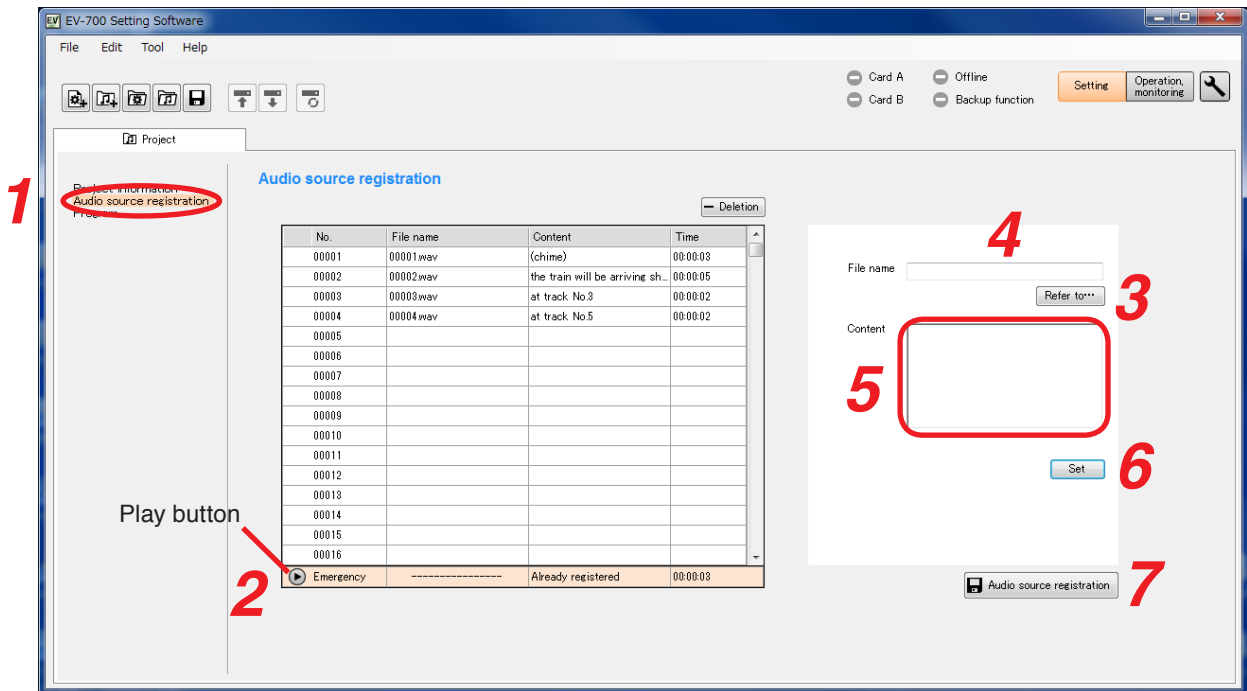 EV EV-700 Setting Software
File Edit Tool Help
Card A Offline
Card B Backup function
Setting
Operation,
monitoring
Project
1
Project information
Audio source registration
Program
Audio source registration
Deletion
No. File name Content Time
00001 00001.wav (chime) 00:00:03
00002 00002.wav the train will be arriving sh... 00:00:05
00003 00003.wav at track No.3 00:00:02
00004 00004.wav at track No.5 00:00:02
00005
00006
00007
00008
00009
00010
00011
00012
00013
00014
00015
00016
Emergency ---------------- Already registered 00:00:03
Play button
2
4
File name
Refer to…
3
Content
5
Set
6
Audio source registration
7